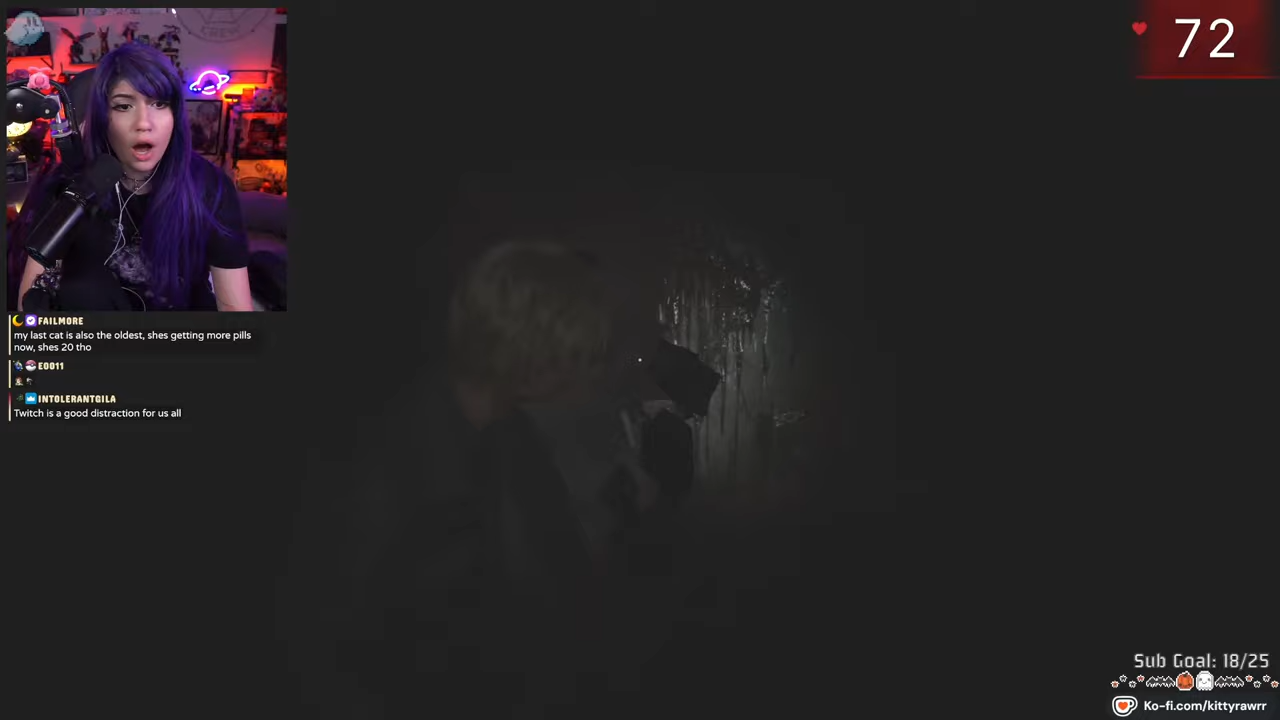 CREW
72
FAILMORE
my last cat is also the oldest, shes getting more pills
now, shes 20 tho
E0011
INTOLERANTGILA
Twitch is a good distraction for us all
Sub Goal: 18/25
Ko-fi.com/kittyrawrr